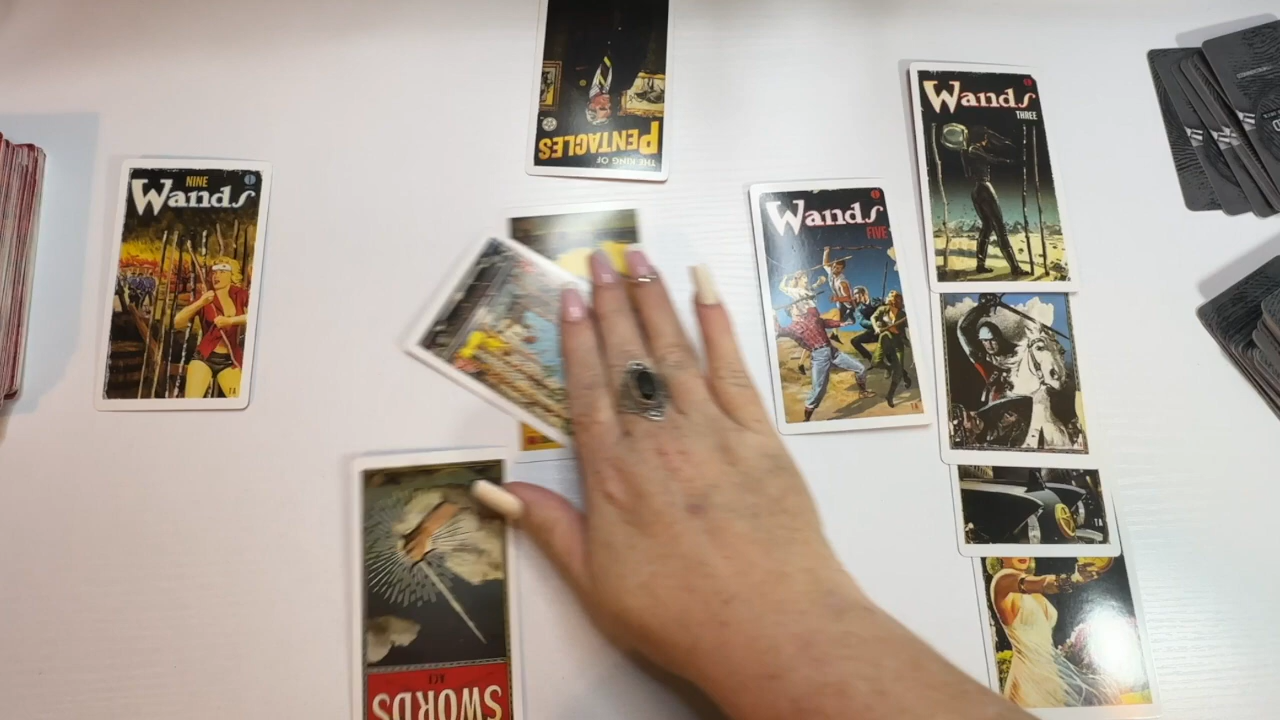 THE KING OF
PENTACLES
NINE
Wands
Wands
FIVE
Wands
THREE
ACE
SWORDS